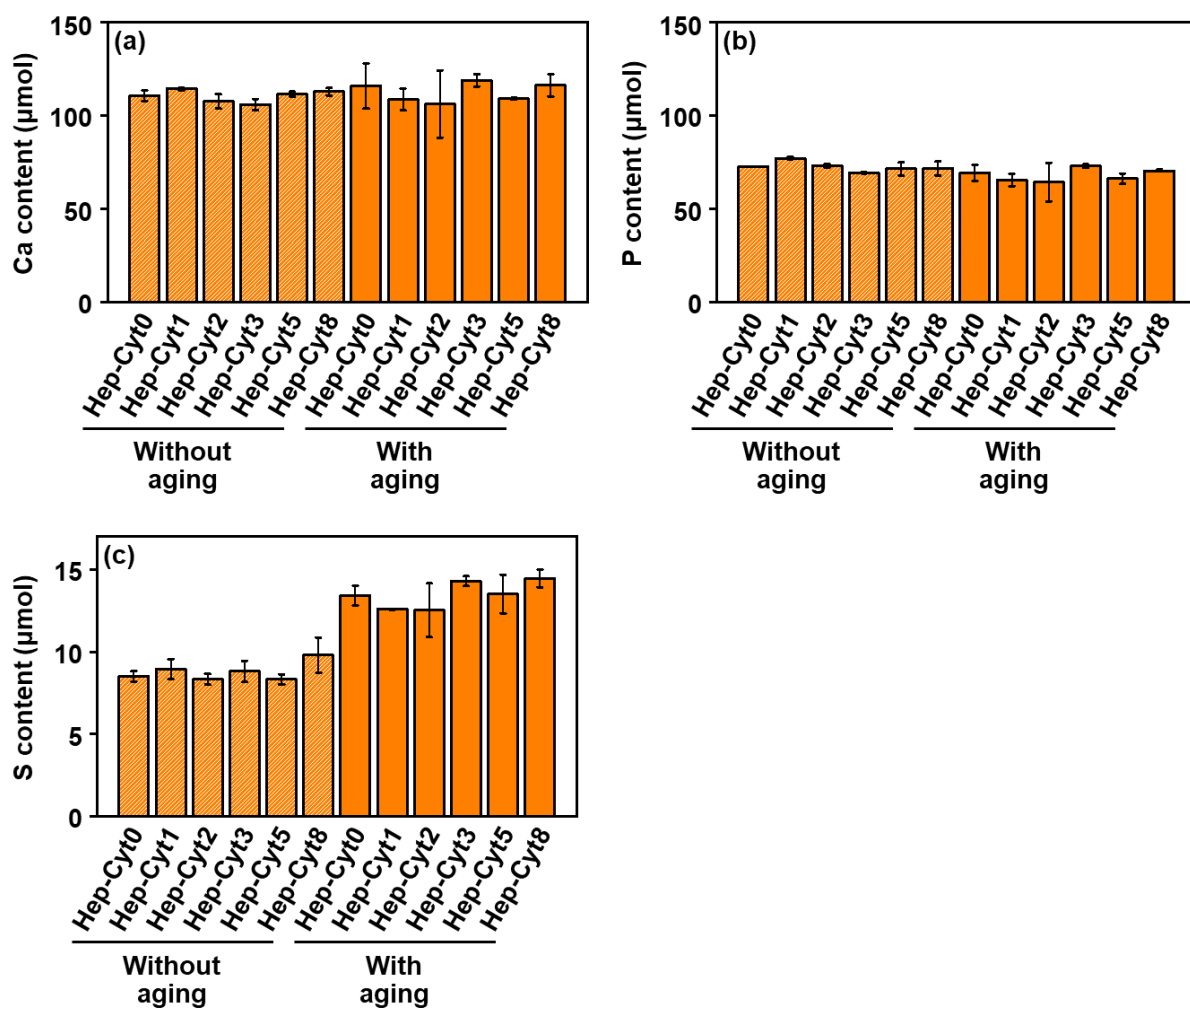 (a)
Ca content (µmol)
150
100
50
0
Hep-Cyt0
Hep-Cyt1
Hep-Cyt2
Hep-Cyt3
Hep-Cyt5
Hep-Cyt8
Hep-Cyt0
Hep-Cyt1
Hep-Cyt2
Hep-Cyt3
Hep-Cyt5
Hep-Cyt8
Without
aging
With
aging
(b)
P content (µmol)
150
100
50
0
Hep-Cyt0
Hep-Cyt1
Hep-Cyt2
Hep-Cyt3
Hep-Cyt5
Hep-Cyt8
Hep-Cyt0
Hep-Cyt1
Hep-Cyt2
Hep-Cyt3
Hep-Cyt5
Hep-Cyt8
Without
aging
With
aging
(c)
S content (µmol)
15
10
5
0
Hep-Cyt0
Hep-Cyt1
Hep-Cyt2
Hep-Cyt3
Hep-Cyt5
Hep-Cyt8
Hep-Cyt0
Hep-Cyt1
Hep-Cyt2
Hep-Cyt3
Hep-Cyt5
Hep-Cyt8
Without
aging
With
aging